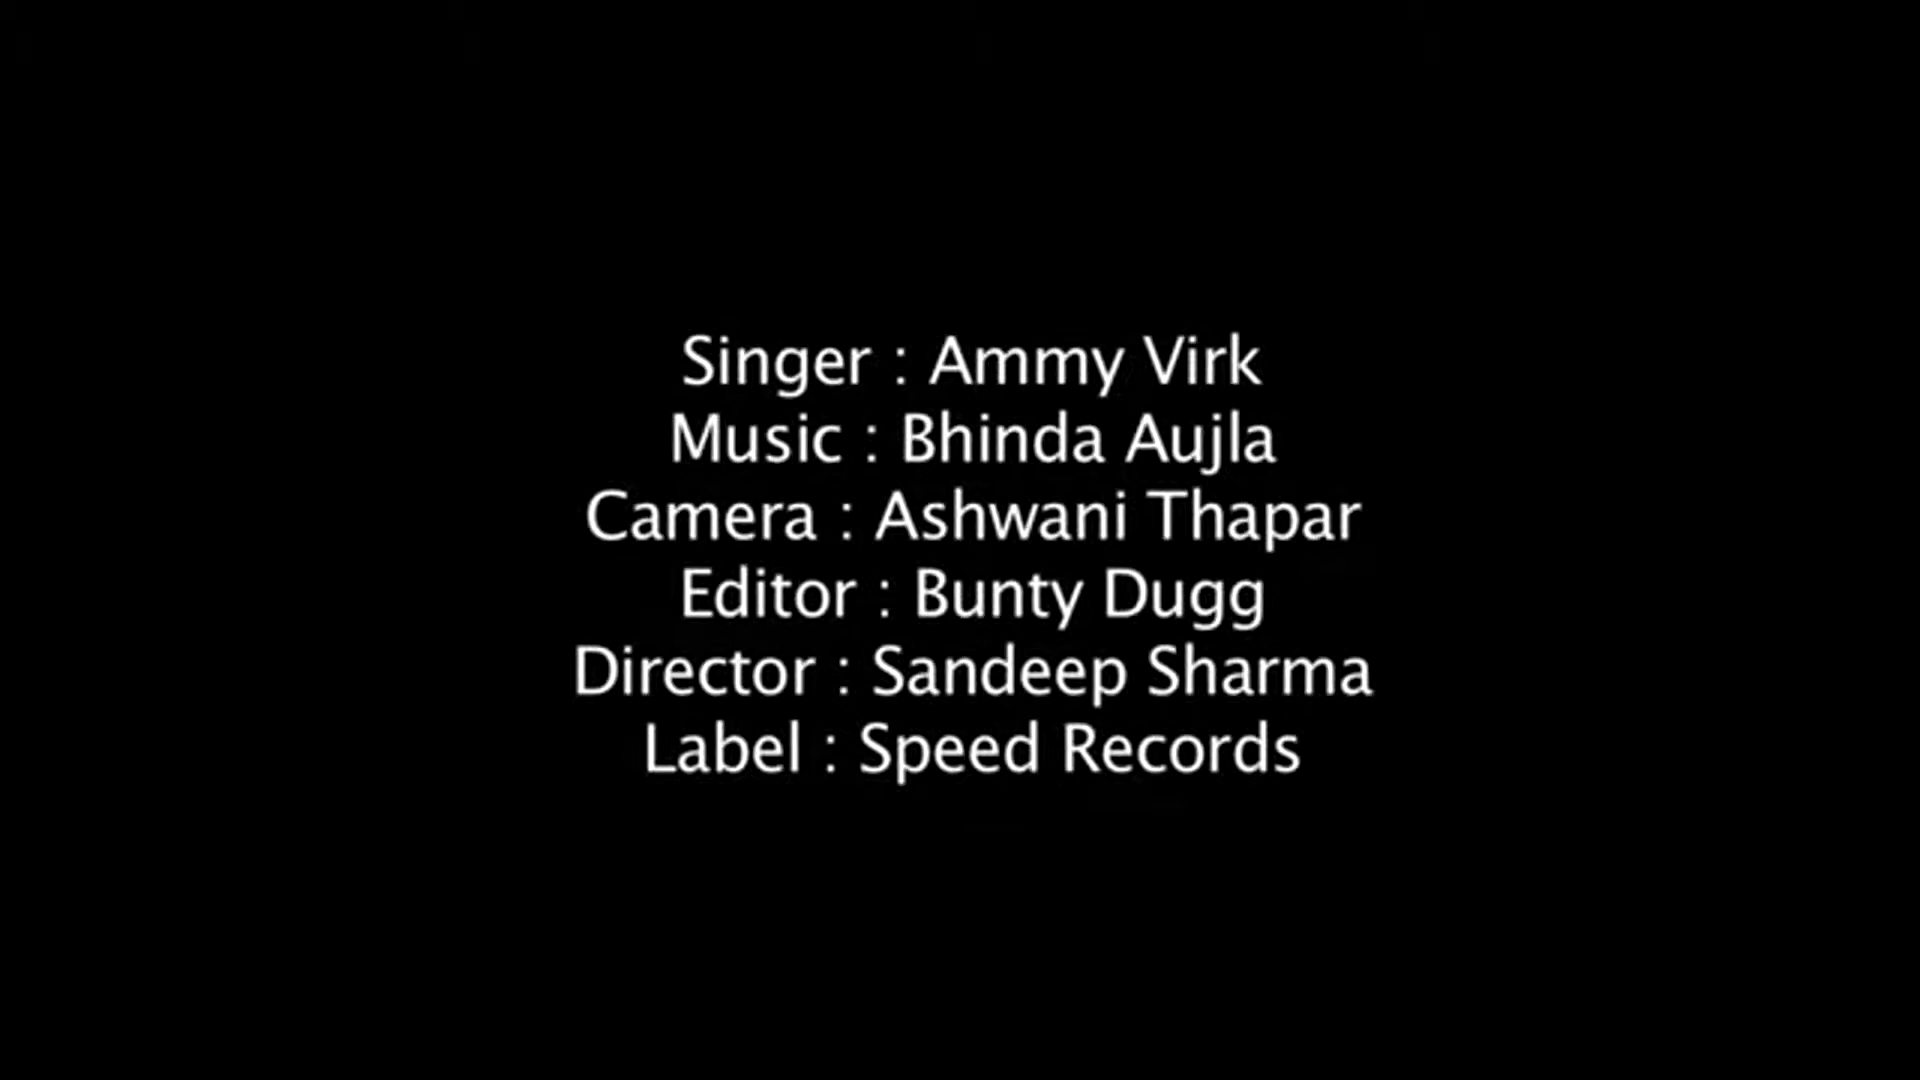 Singer : Ammy Virk
Music : Bhinda Aujla
Camera : Ashwani Thapar
Editor : Bunty Dugg
Director : Sandeep Sharma
Label : Speed Records